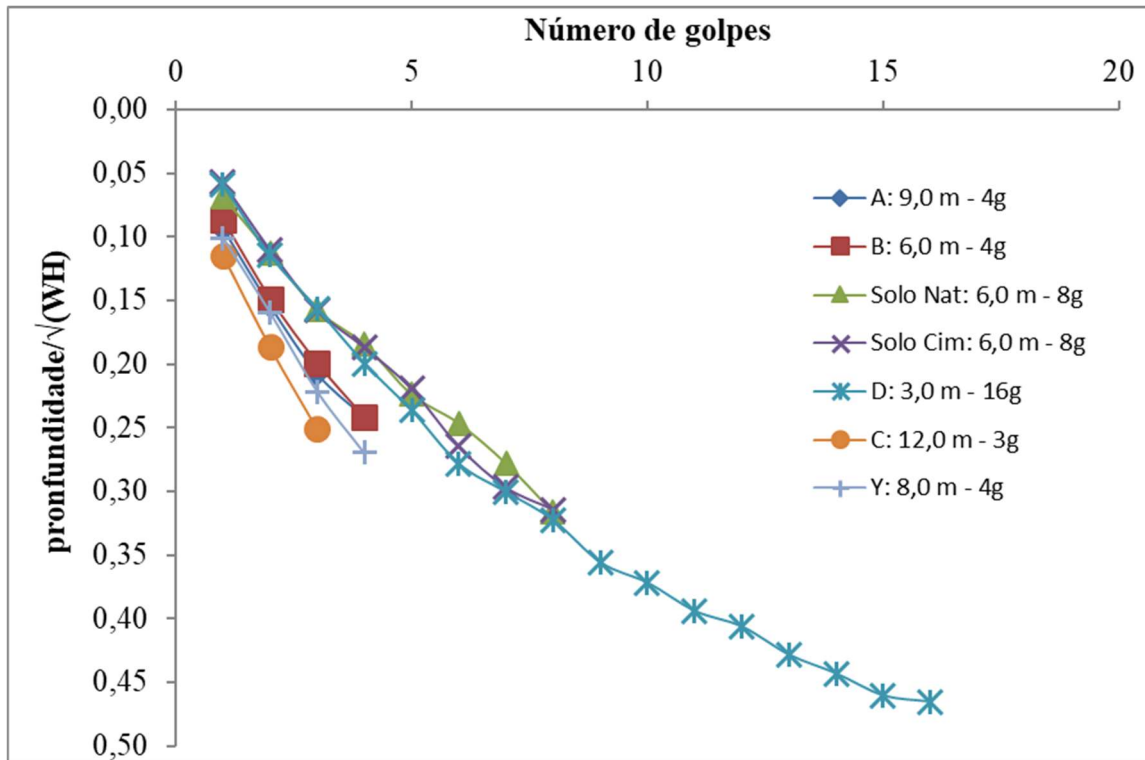 Número de golpes
0 5 10 15 20
0,00
0,05
0,10
0,15
0,20
0,25
0,30
0,35
0,40
0,45
0,50
pronfundidade/√(WH)
A: 9,0 m - 4g
B: 6,0 m - 4g
Solo Nat: 6,0 m - 8g
Solo Cim: 6,0 m - 8g
D: 3,0 m - 16g
C: 12,0 m - 3g
Y: 8,0 m - 4g